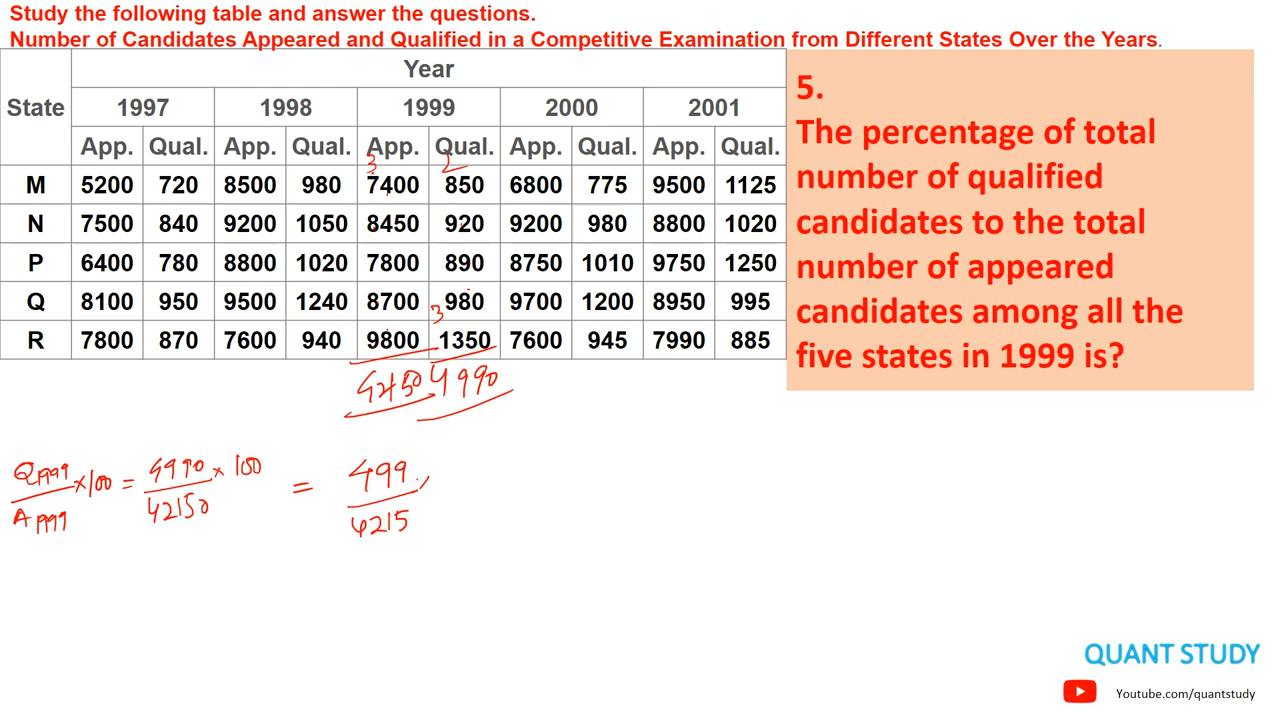 Study the following table and answer the questions.
Number of Candidates Appeared and Qualified in a Competitive Examination from Different States Over the Years.
State Year
1997 1998 1999 2000 2001
App. Qual. App. Qual. App. Qual. App. Qual. App. Qual.
3 2
M 5200 720 8500 980 7400 850 6800 775 9500 1125
N 7500 840 9200 1050 8450 920 9200 980 8800 1020
P 6400 780 8800 1020 7800 890 8750 1010 9750 1250
Q 8100 950 9500 1240 8700 980 9700 1200 8950 995
3
R 7800 870 7600 940 9800 1350 7600 945 7990 885
42150 4990
5.
The percentage of total
number of qualified
candidates to the total
number of appeared
candidates among all the
five states in 1999 is?
Q1999 / A1999 ×100 = 4990 / 42150 × 100 = 499 / 4215
QUANT STUDY
Youtube.com/quantstudy